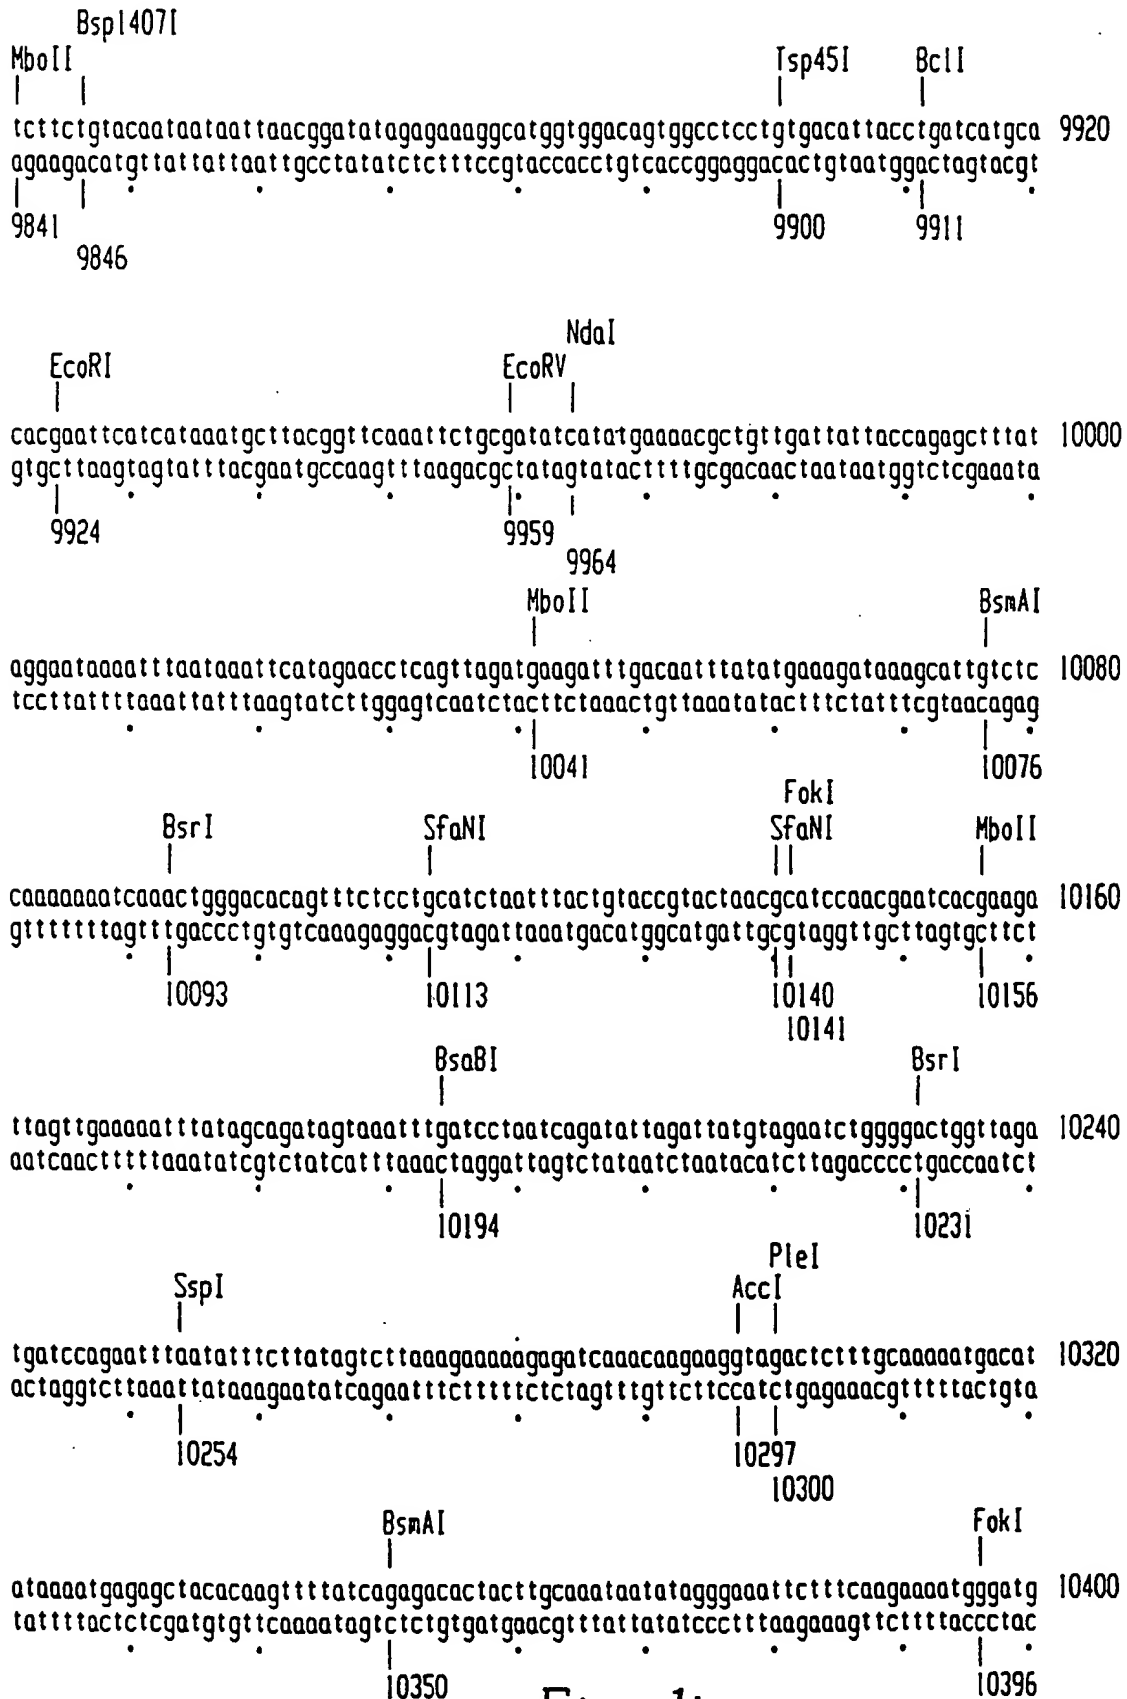 Bsp1407I
MboII Tsp45I BclI
tcttctgtacaataataattaacggatatagagaaaggcatggtggacagtggcctcctgtgacattacctgatcatgca 9920
agaagacatgttattattaattgcctatatctctttccgtaccacctgtcaccggaggacactgtaatggactagtacgt
9841 9900 9911
9846
NdaI
EcoRI EcoRV
cacgaattcatcataaatgcttacggttcaaattctgcgatatcatatgaaaacgctgttgattattaccagagctttat 10000
gtgcttaagtagtatttacgaatgccaagtttaagacgctatagtatacttttgcgacaactaataatggtctcgaaata
9924 9959
9964
MboII BsmAI
aggaataaaatttaataaattcatagaacctcagttagatgaagatttgacaatttatatgaaagataaagcattgtctc 10080
tccttattttaaattatttaagtatcttggagtcaatctacttctaaactgttaaatatactttctatttcgtaacagag
10041 10076
FokI
BsrI SfaNI SfaNI MboII
caaaaaaatcaaactgggacacagtttctcctgcatctaatttactgtaccgtactaacgcatccaacgaatcacgaaga 10160
gtttttttagtttgaccctgtgtcaaagaggacgtagattaaatgacatggcatgattgcgtaggttgcttagtgcttct
10093 10113 10140 10156
10141
BsaBI BsrI
ttagttgaaaaatttatagcagatagtaaatttgatcctaatcagatattagattatgtagaatctggggactggttaga 10240
aatcaactttttaaatatcgtctatcatttaaactaggattagtctataatctaatacatcttagacccctgaccaatct
10194 10231
PleI
SspI AccI
tgatccagaatttaatatttcttatagtcttaaagaaaaagagatcaaacaagaaggtagactctttgcaaaaatgacat 10320
actaggtcttaaattataaagaatatcagaatttctttttctctagtttgttcttccatctgagaaacgtttttactgta
10254 10297
10300
BsmAI FokI
ataaaatgagagctacacaagttttatcagagacactacttgcaaataatatagggaaattctttcaagaaaatgggatg 10400
tattttactctcgatgtgttcaaaatagtctctgtgatgaacgtttattatatccctttaagaaagttcttttaccctac
10350 10396